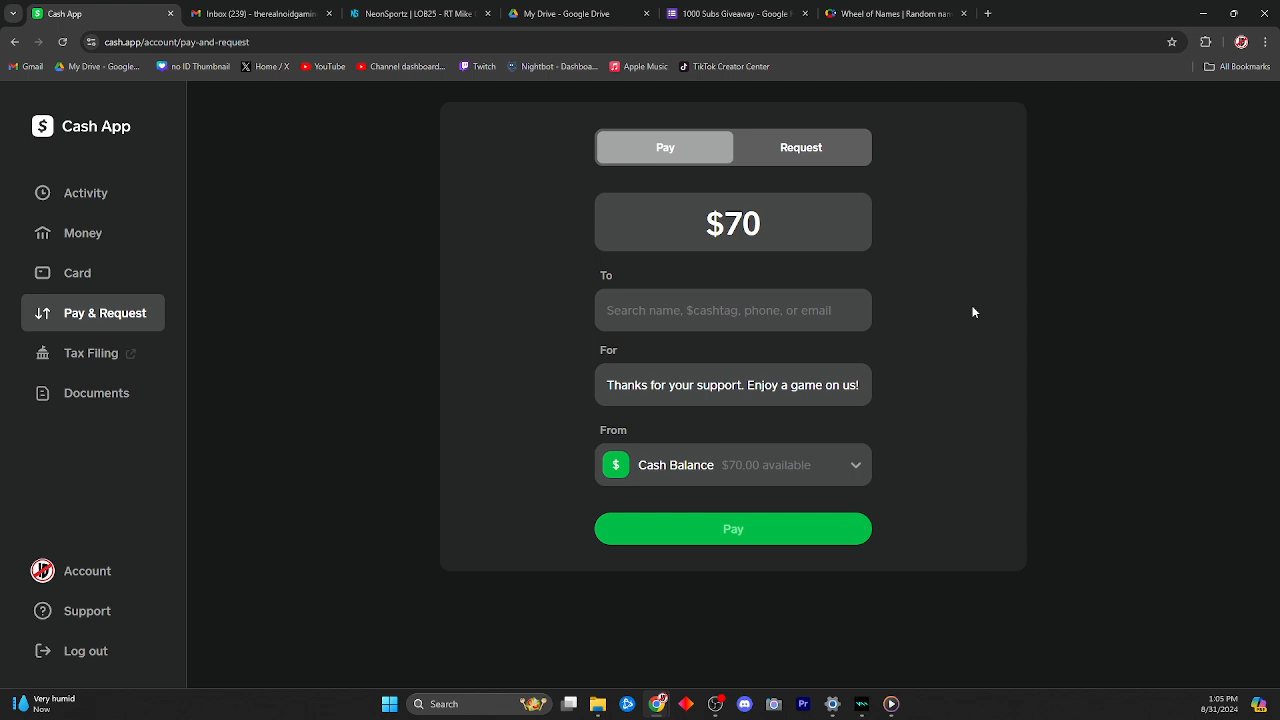 Cash App
Inbox (239) - therealnoidgamin
NeonSportz | LOB25 – RT Mike
My Drive - Google Drive
1000 Subs Giveaway - Google F
Wheel of Names | Random nam
cash.app/account/pay-and-request
Gmail
My Drive - Google...
no ID Thumbnail
Home / X
YouTube
Channel dashboard...
Twitch
Nightbot - Dashboa...
Apple Music
TikTok Creator Center
All Bookmarks
$ Cash App
Activity
Money
Card
Pay & Request
Tax Filing
Documents
Account
Support
Log out
Pay
Request
$70
To
Search name, $cashtag, phone, or email
For
Thanks for your support. Enjoy a game on us!
From
$ Cash Balance $70.00 available
Pay
Very humid
Now
Search
1:05 PM
8/31/2024